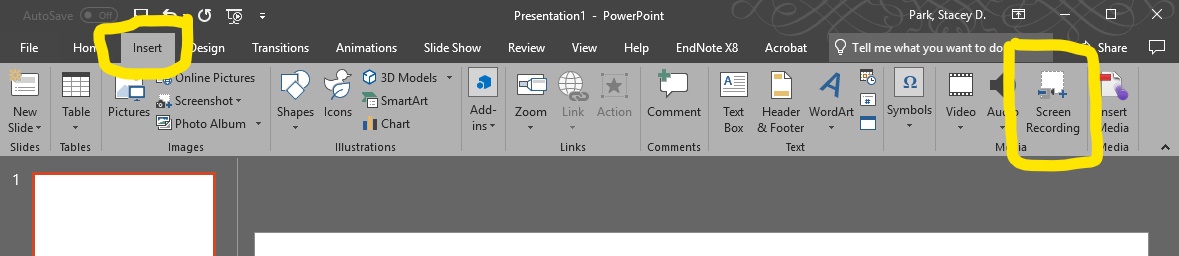 AutoSave Off Presentation1 - PowerPoint Park, Stacey D.
File Home Insert Design Transitions Animations Slide Show Review View Help EndNote X8 Acrobat Tell me what you want to do Share
New Slide
Table
Pictures
Online Pictures
Screenshot
Photo Album
Shapes
Icons
3D Models
SmartArt
Chart
Add-
ins
Zoom
Link
Action
Comment
Text
Box
Header
& Footer
WordArt
Symbols
Video
Audio
Screen
Recording
Insert
Media
Slides Tables Images Illustrations Links Comments Text Media Media
1